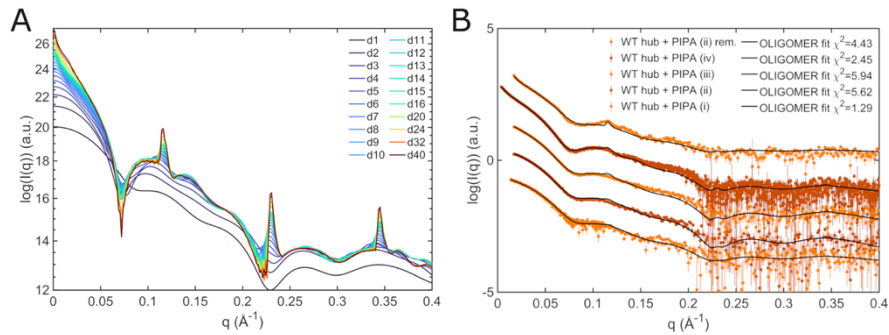 A
26
24
22
20
18
16
14
12
log(I(q)) (a.u.)
0 0.05 0.1 0.15 0.2 0.25 0.3 0.35 0.4
q (Å⁻¹)
d1 d11
d2 d12
d3 d13
d4 d14
d5 d15
d6 d16
d7 d20
d8 d24
d9 d32
d10 d40
B
5
0
-5
log(I(q)) (a.u.)
0 0.05 0.1 0.15 0.2 0.25 0.3 0.35 0.4
q (Å⁻¹)
WT hub + PIPA (ii) rem. OLIGOMER fit χ²=4.43
WT hub + PIPA (iv) OLIGOMER fit χ²=2.45
WT hub + PIPA (iii) OLIGOMER fit χ²=5.94
WT hub + PIPA (ii) OLIGOMER fit χ²=5.62
WT hub + PIPA (i) OLIGOMER fit χ²=1.29